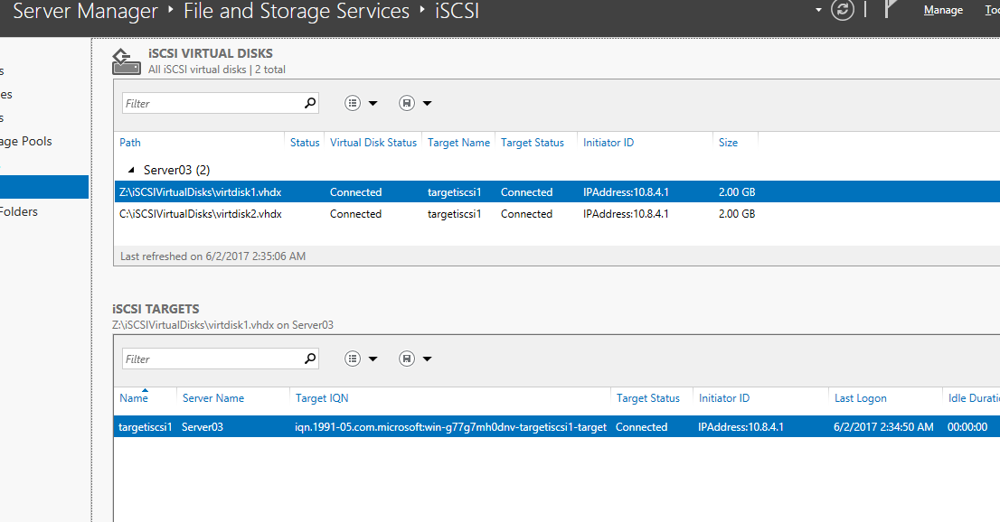 Server Manager ‣ File and Storage Services ‣ iSCSI
Manage
iSCSI VIRTUAL DISKS
All iSCSI virtual disks | 2 total
Filter
Path Status Virtual Disk Status Target Name Target Status Initiator ID Size
Server03 (2)
Z:\iSCSIVirtualDisks\virtdisk1.vhdx Connected targetiscsi1 Connected IPAddress:10.8.4.1 2.00 GB
C:\iSCSIVirtualDisks\virtdisk2.vhdx Connected targetiscsi1 Connected IPAddress:10.8.4.1 2.00 GB
Last refreshed on 6/2/2017 2:35:06 AM
age Pools
Folders
iSCSI TARGETS
Z:\iSCSIVirtualDisks\virtdisk1.vhdx on Server03
Filter
Name Server Name Target IQN Target Status Initiator ID Last Logon Idle Durati
targetiscsi1 Server03 iqn.1991-05.com.microsoft:win-g77g7mh0dnv-targetiscsi1-target Connected IPAddress:10.8.4.1 6/2/2017 2:34:50 AM 00:00:00